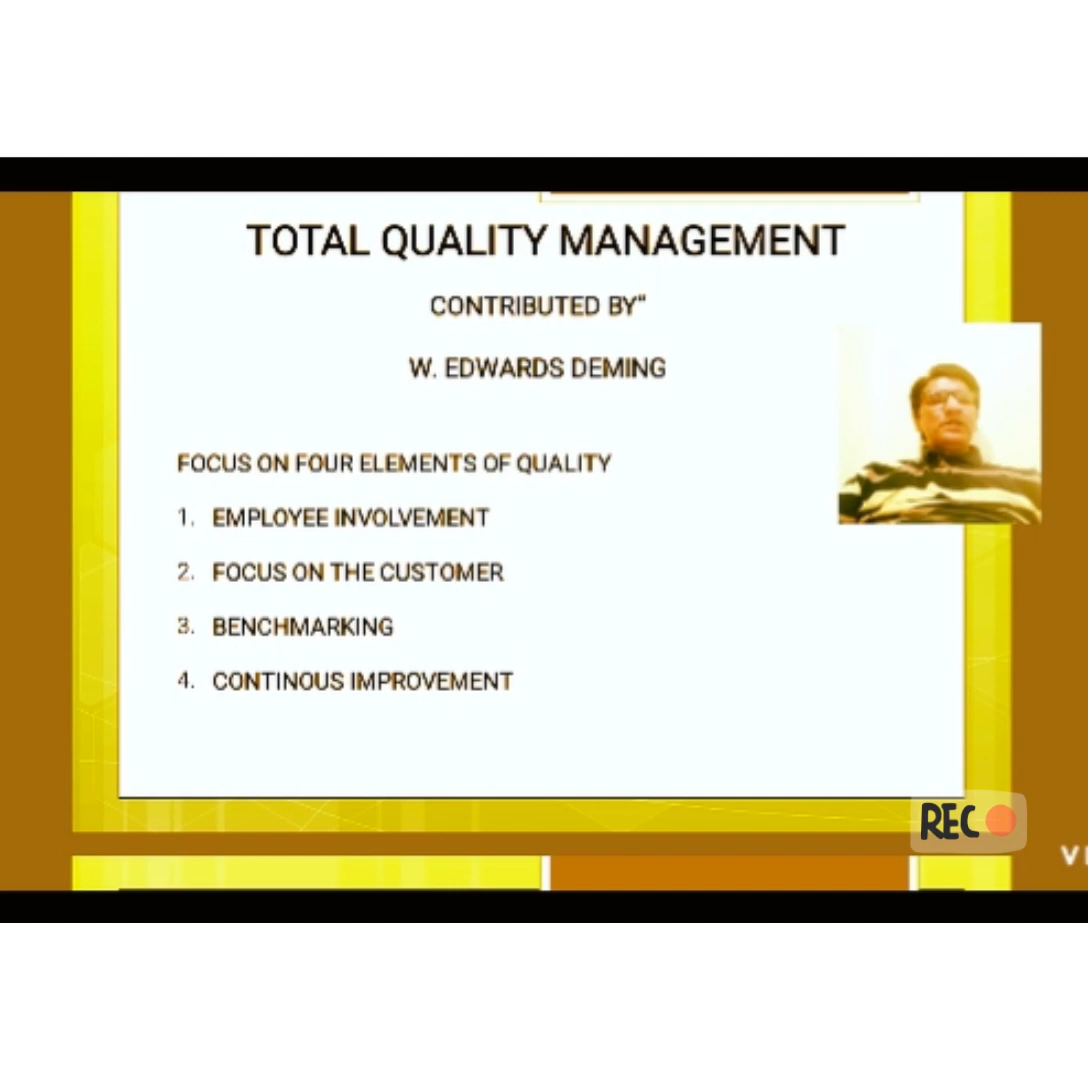 TOTAL QUALITY MANAGEMENT
CONTRIBUTED BY"
W. EDWARDS DEMING
FOCUS ON FOUR ELEMENTS OF QUALITY
1. EMPLOYEE INVOLVEMENT
2. FOCUS ON THE CUSTOMER
3. BENCHMARKING
4. CONTINOUS IMPROVEMENT
REC